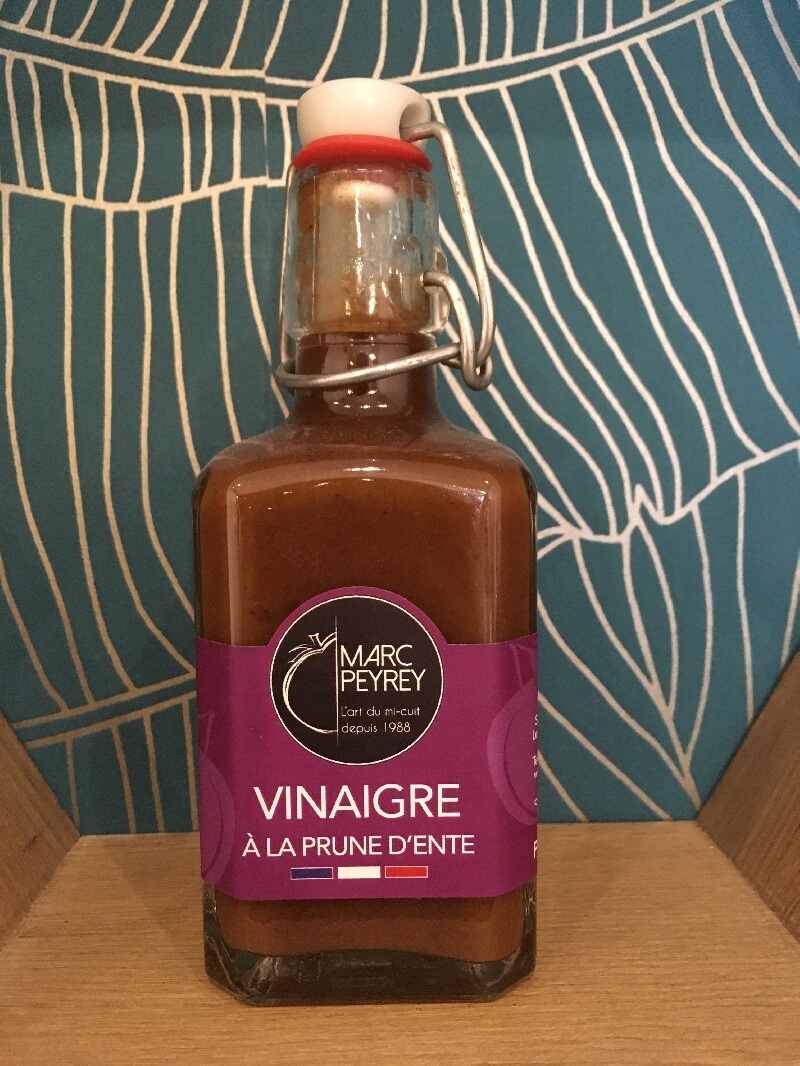 MARC
PEYREY
L'art du mi-cuit
depuis 1988
VINAIGRE
À LA PRUNE D'ENTE